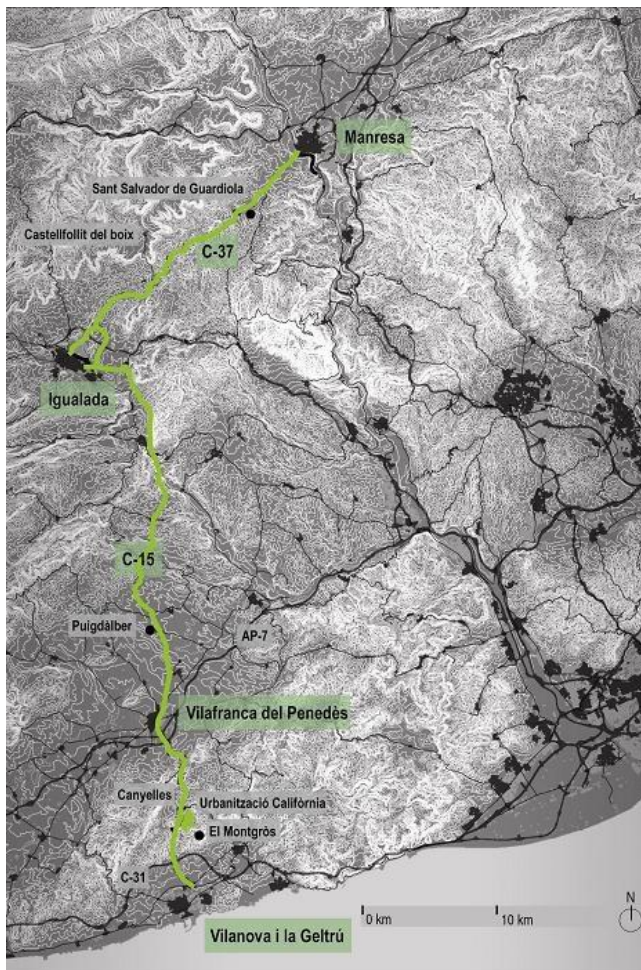 Manresa
Sant Salvador de Guardiola
Castellfollit del boix
C-37
Igualada
C-15
Puigdàlber
AP-7
Vilafranca del Penedès
Canyelles
Urbanització Califòrnia
El Montgròs
C-31
N
0 km
10 km
Vilanova i la Geltrú